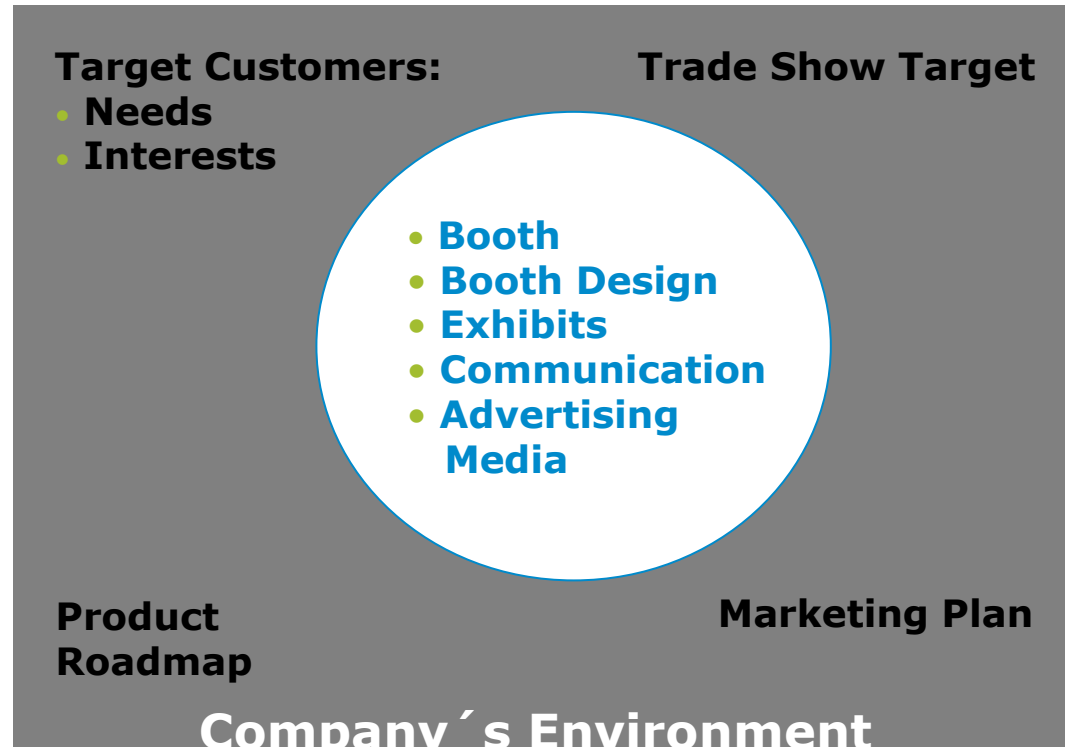 Target Customers:
• Needs
• Interests
Trade Show Target
• Booth
• Booth Design
• Exhibits
• Communication
• Advertising
Media
Product
Roadmap
Marketing Plan
Company´s Environment